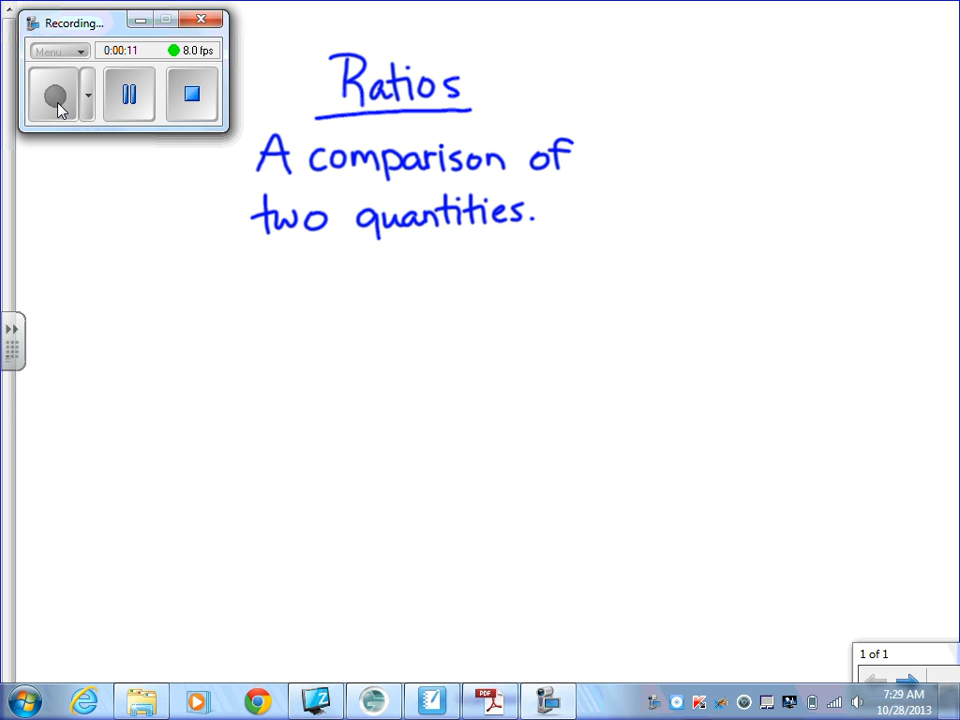 Recording...
Menu
0:00:11
8.0 fps
Ratios
A comparison of
two quantities.
1 of 1
PDF
7:29 AM
10/28/2013